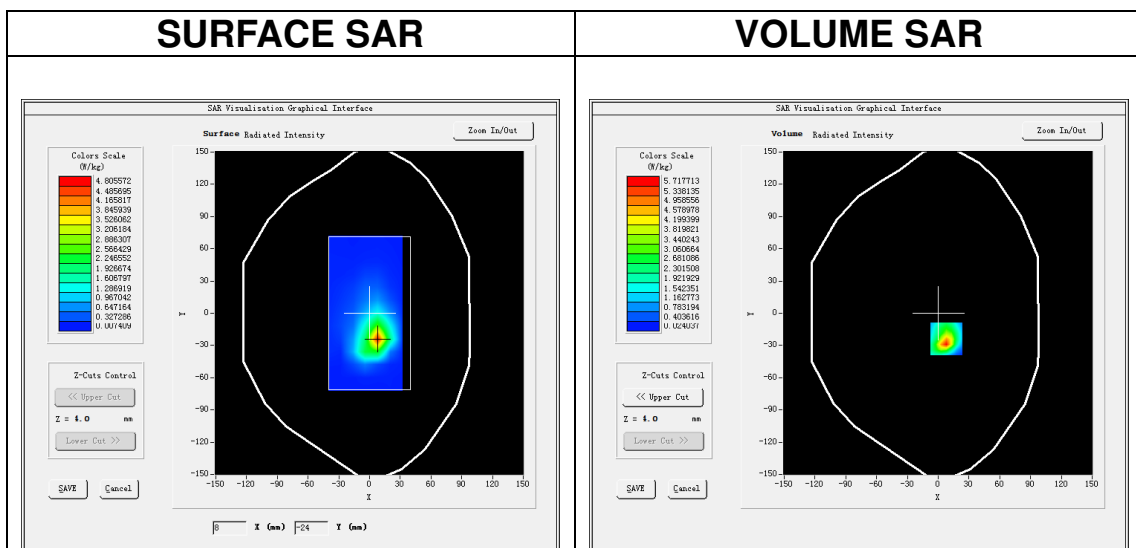 SURFACE SAR
SAR Visualisation Graphical Interface
Surface Radiated Intensity
Zoom In/Out
Colors Scale
(W/kg)
4.805572
4.485695
4.165817
3.845939
3.526062
3.206184
2.886307
2.566429
2.246552
1.926674
1.606797
1.286919
0.967042
0.647164
0.327286
0.007409
Z-Cuts Control
<< Upper Cut
Z = 4.0 mm
Lower Cut >>
SAVE Cancel
150
120
90
60
30
0
-30
-60
-90
-120
-150
Y
-150 -120 -90 -60 -30 0 30 60 90 120 150
X
8 X (mm) -24 Y (mm)
VOLUME SAR
SAR Visualisation Graphical Interface
Volume Radiated Intensity
Zoom In/Out
Colors Scale
(W/kg)
5.717713
5.338135
4.958556
4.578978
4.199399
3.819821
3.440243
3.060664
2.681086
2.301508
1.921929
1.542351
1.162773
0.783194
0.403616
0.024037
Z-Cuts Control
<< Upper Cut
Z = 4.0 mm
Lower Cut >>
SAVE Cancel
150
120
90
60
30
0
-30
-60
-90
-120
-150
Y
-150 -120 -90 -60 -30 0 30 60 90 120 150
X